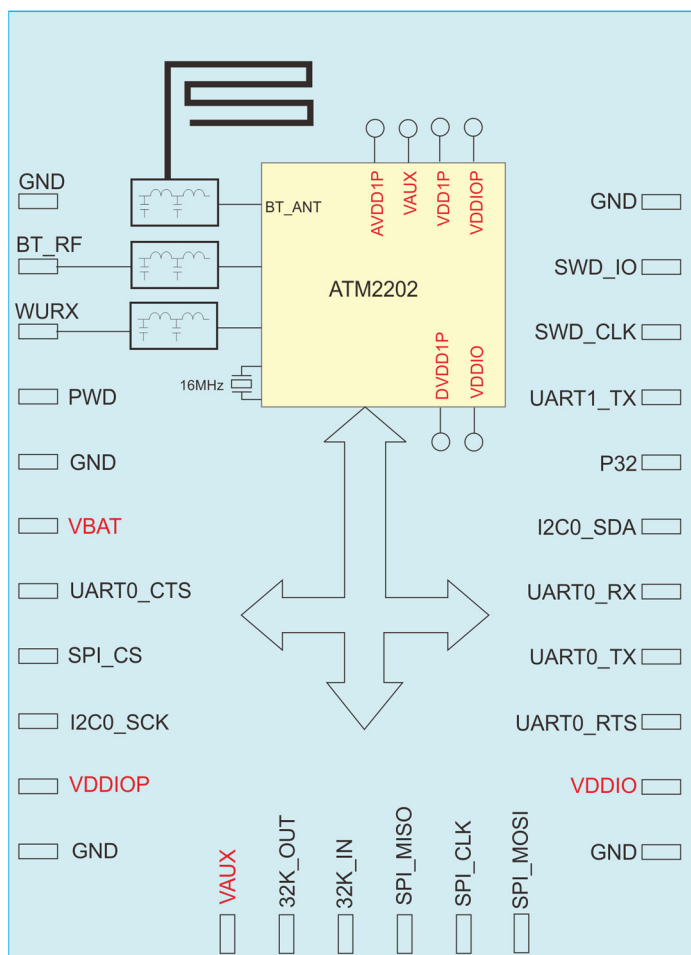 GND
BT_RF
WURX
PWD
GND
VBAT
UART0_CTS
SPI_CS
I2C0_SCK
VDDIOP
GND
BT_ANT
16MHz
AVDD1P
VAUX
VDD1P
VDDIOP
ATM2202
DVDD1P
VDDIO
GND
SWD_IO
SWD_CLK
UART1_TX
P32
I2C0_SDA
UART0_RX
UART0_TX
UART0_RTS
VDDIO
GND
VAUX
32K_OUT
32K_IN
SPI_MISO
SPI_CLK
SPI_MOSI